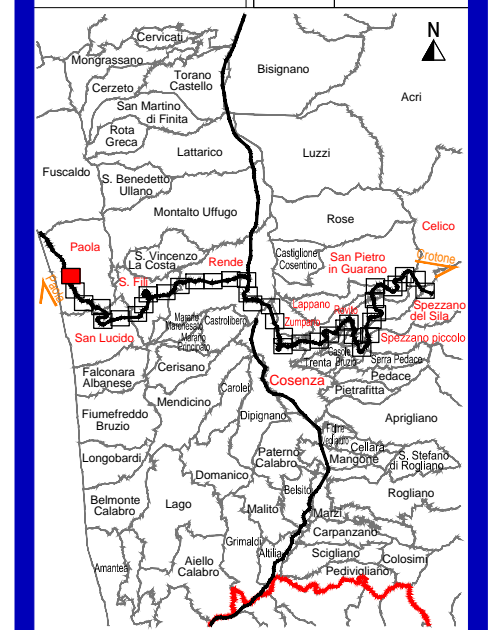 N
Cervicati
Mongrassano
Bisignano
Torano
Castello
Cerzeto
Acri
San Martino
di Finita
Rota
Greca
Lattarico
Luzzi
Fuscaldo
S. Benedetto
Ullano
Montalto Uffugo
Rose
Celico
Paola
S. Vincenzo
La Costa
Rende
Castiglione
Cosentino
San Pietro
in Guarano
Crotone
S. Fili
Paola
Lappano
Rovito
Spezzano
del Sila
Zumpano
San Lucido
Marano
Marchesato
Castrolibero
Marano
Principato
Spezzano piccolo
Casole
Bruzio
Trenta
Serra Pedace
Cerisano
Falconara
Albanese
Cosenza
Pedace
Carolei
Pietrafitta
Mendicino
Fiumefreddo
Bruzio
Dipignano
Aprigliano
Cellara
Paterno
Calabro
Mangone
S. Stefano
di Rogliano
Longobardi
Domanico
Belsito
Rogliano
Belmonte
Calabro
Lago
Malito
Marzi
Carpanzano
Grimaldi
Altilia
Scigliano
Colosimi
Aiello
Calabro
Amantea
Pedivigliano